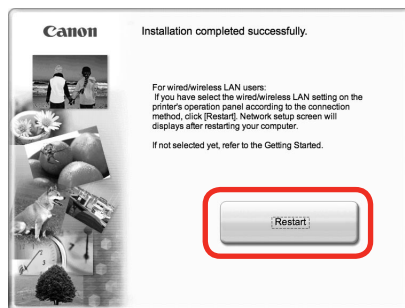 Canon
Installation completed successfully.
For wired/wireless LAN users:
If you have select the wired/wireless LAN setting on the
printer's operation panel according to the connection
method, click [Restart]. Network setup screen will
displays after restarting your computer.
If not selected yet, refer to the Getting Started.
Restart